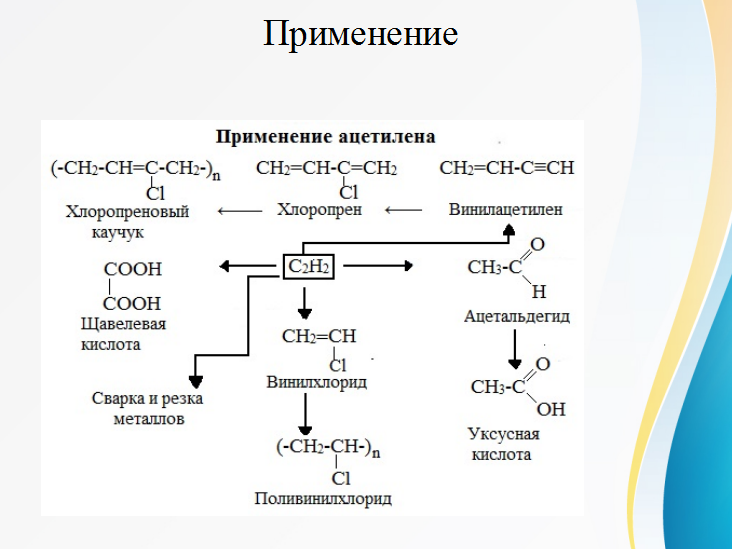 Применение
Применение ацетилена
(-CH2-CH=C-CH2-)n CH2=CH-C=CH2 CH2=CH-C≡CH
Cl Cl
Хлоропреновый ← Хлоропрен ← Винилацетилен
каучук
O
COOH C2H2 CH3-C
H
COOH
Щавелевая Ацетальдегид
кислота
CH2=CH
Cl O
Винилхлорид CH3-C
Сварка и резка OH
металлов
Уксусная
(-CH2-CH-)n кислота
Cl
Поливинилхлорид